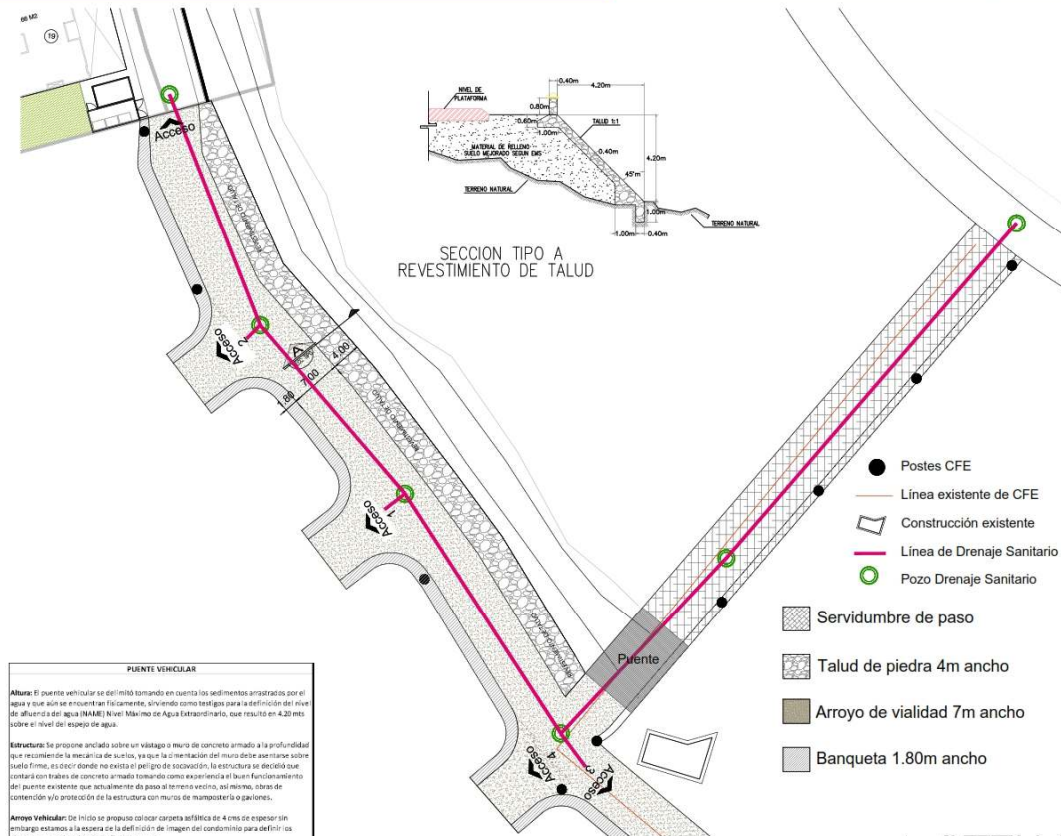 66 M2
T9
Acceso
REVESTIMIENTO DE TALUD
Acceso
2
A
1.80
7.00
4.00
REVESTIMIENTO DE TALUD
Acceso
1
REVESTIMIENTO DE TALUD
Acceso
4
Acceso
3
Puente
NIVEL DE
PLATAFORMA
0.40m
4.20m
0.80m
0.60m
1.00m
TALUD 1:1
MATERIAL DE RELLENO
SUELO MEJORADO SEGUN EMS
0.40m
4.20m
45°m
TERRENO NATURAL
1.00m
1.00m
0.40m
TERRENO NATURAL
SECCION TIPO A
REVESTIMIENTO DE TALUD
Postes CFE
Línea existente de CFE
Construcción existente
Línea de Drenaje Sanitario
Pozo Drenaje Sanitario
Servidumbre de paso
Talud de piedra 4m ancho
Arroyo de vialidad 7m ancho
Banqueta 1.80m ancho
PUENTE VEHICULAR
Altura: El puente vehicular se delimitó tomando en cuenta los sedimentos arrastrados por el
agua y que aún se encuentran físicamente, sirviendo como testigos para la definición del nivel
de afluencia del agua (NAME) Nivel Máximo de Agua Extraordinario, que resultó en 4.20 mts
sobre el nivel del espejo de agua.
Estructura: Se propone anclado sobre un vástago o muro de concreto armado a la profundidad
que recomiende la mecánica de suelos, ya que la cimentación del muro debe asentarse sobre
suelo firme, es decir donde no exista el peligro de socavación, la estructura se decidió que
contará con trabes de concreto armado tomando como experiencia el buen funcionamiento
del puente existente que actualmente da paso al terreno vecino, así mismo, obras de
contención y/o protección de la estructura con muros de mampostería o gaviones.
Arroyo Vehicular: De inicio se propuso colocar carpeta asfáltica de 4 cms de espesor sin
embargo estamos a la espera de la definición de imagen del condominio para definir los